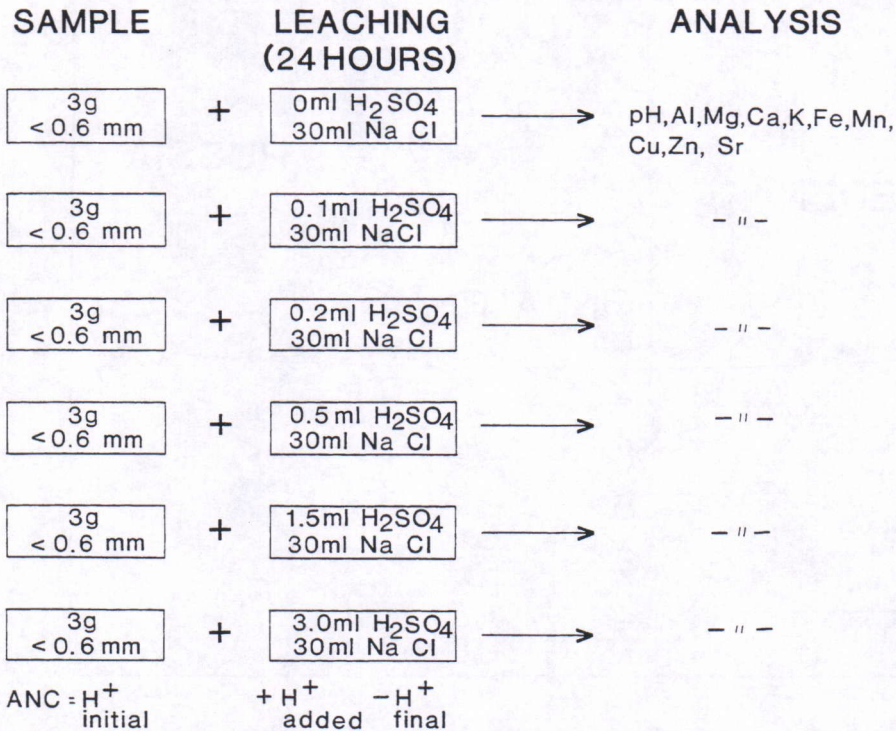 SAMPLE LEACHING ANALYSIS
(24 HOURS)
3g + 0ml H₂SO₄ → pH,Al,Mg,Ca,K,Fe,Mn,
< 0.6 mm 30ml Na Cl Cu,Zn, Sr
3g + 0.1ml H₂SO₄ → – " –
< 0.6 mm 30ml NaCl
3g + 0.2ml H₂SO₄ → – " –
< 0.6 mm 30ml Na Cl
3g + 0.5ml H₂SO₄ → – " –
< 0.6 mm 30ml Na Cl
3g + 1.5ml H₂SO₄ → – " –
< 0.6 mm 30ml Na Cl
3g + 3.0ml H₂SO₄ → – " –
< 0.6 mm 30ml Na Cl
ANC = H⁺ + H⁺ – H⁺
initial added final